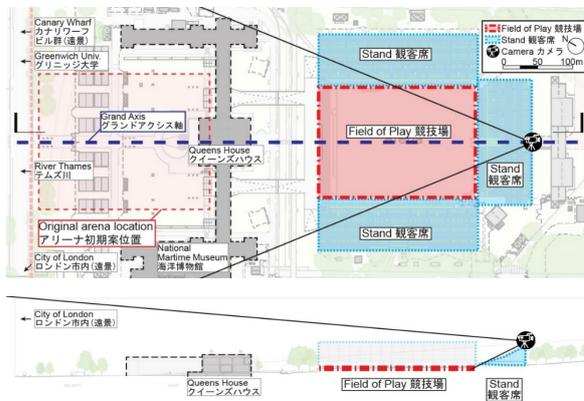 Canary Wharf
カナリワーフ
ビル群(遠景)
Greenwich Univ.
グリニッジ大学
Grand Axis
グランドアクシス軸
River Thames
テムズ川
Original arena location
アリーナ初期案位置
City of London
ロンドン市内(遠景)
Queens House
クイーンズハウス
National
Martime Museum
海洋博物館
Stand 観客席
Field of Play 競技場
Stand 観客席
Stand
観客席
Field of Play 競技場
Stand 観客席
Camera カメラ
N
0 50 100m
City of London
ロンドン市内(遠景)
Queens House
クイーンズハウス
Field of Play 競技場
Stand
観客席